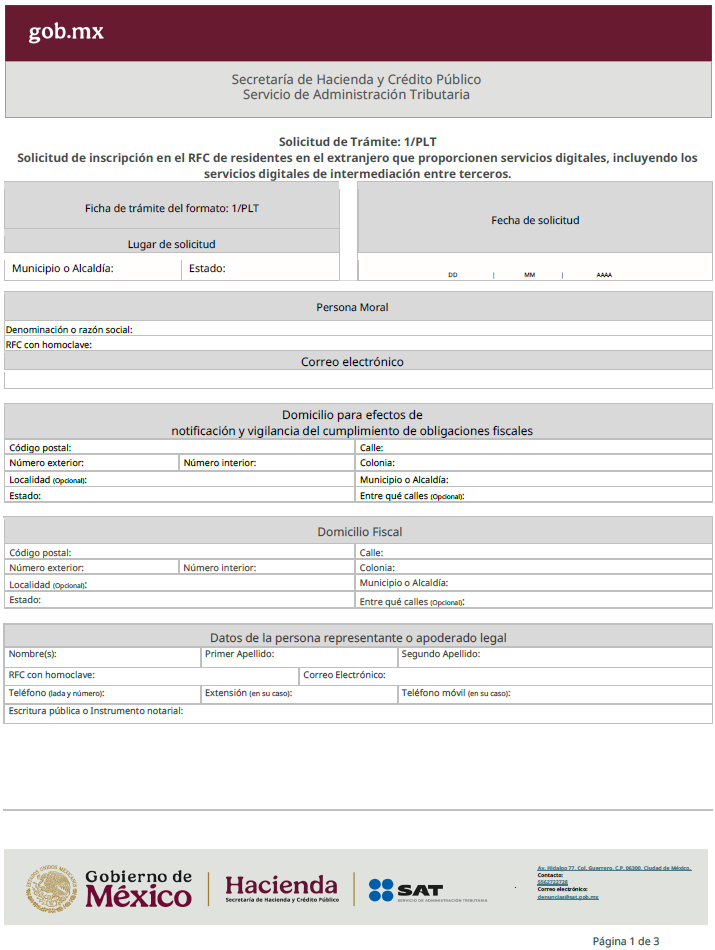 gob.mx
Secretaría de Hacienda y Crédito Público
Servicio de Administración Tributaria
Solicitud de Trámite: 1/PLT
Solicitud de inscripción en el RFC de residentes en el extranjero que proporcionen servicios digitales, incluyendo los
servicios digitales de intermediación entre terceros.
Ficha de trámite del formato: 1/PLT
Fecha de solicitud
Lugar de solicitud
Municipio o Alcaldía: Estado:
DD | MM | AAAA
Persona Moral
Denominación o razón social:
RFC con homoclave:
Correo electrónico
Domicilio para efectos de
notificación y vigilancia del cumplimiento de obligaciones fiscales
Código postal: Calle:
Número exterior: Número interior: Colonia:
Localidad (Opcional): Municipio o Alcaldía:
Estado: Entre qué calles (Opcional):
Domicilio Fiscal
Código postal: Calle:
Número exterior: Número interior: Colonia:
Localidad (Opcional): Municipio o Alcaldía:
Estado: Entre qué calles (Opcional):
Datos de la persona representante o apoderado legal
Nombre(s): Primer Apellido: Segundo Apellido:
RFC con homoclave: Correo Electrónico:
Teléfono (lada y número): Extensión (en su caso): Teléfono móvil (en su caso):
Escritura pública o Instrumento notarial:
Gobierno de
México
Hacienda
Secretaría de Hacienda y Crédito Público
SAT
SERVICIO DE ADMINISTRACIÓN TRIBUTARIA
Av. Hidalgo 77, Col. Guerrero, C.P. 06300, Ciudad de México.
Contacto:
5562722728
Correo electrónico:
denuncias@sat.gob.mx
Página 1 de 3